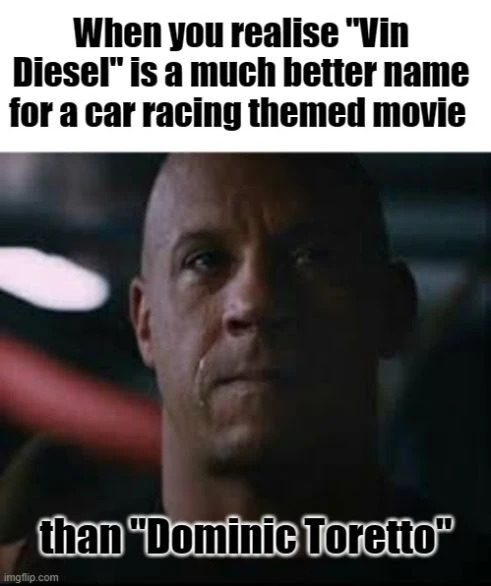 When you realise "Vin
Diesel" is a much better name
for a car racing themed movie
than "Dominic Toretto"
imgflip.com